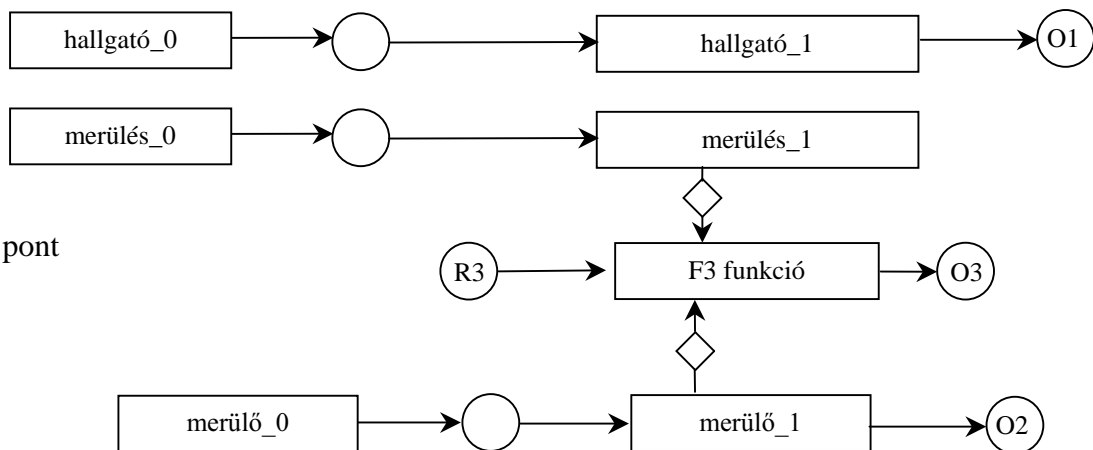 hallgató_0 hallgató_1 O1
merülés_0 merülés_1
pont
R3 F3 funkció O3
merülő_0 merülő_1 O2